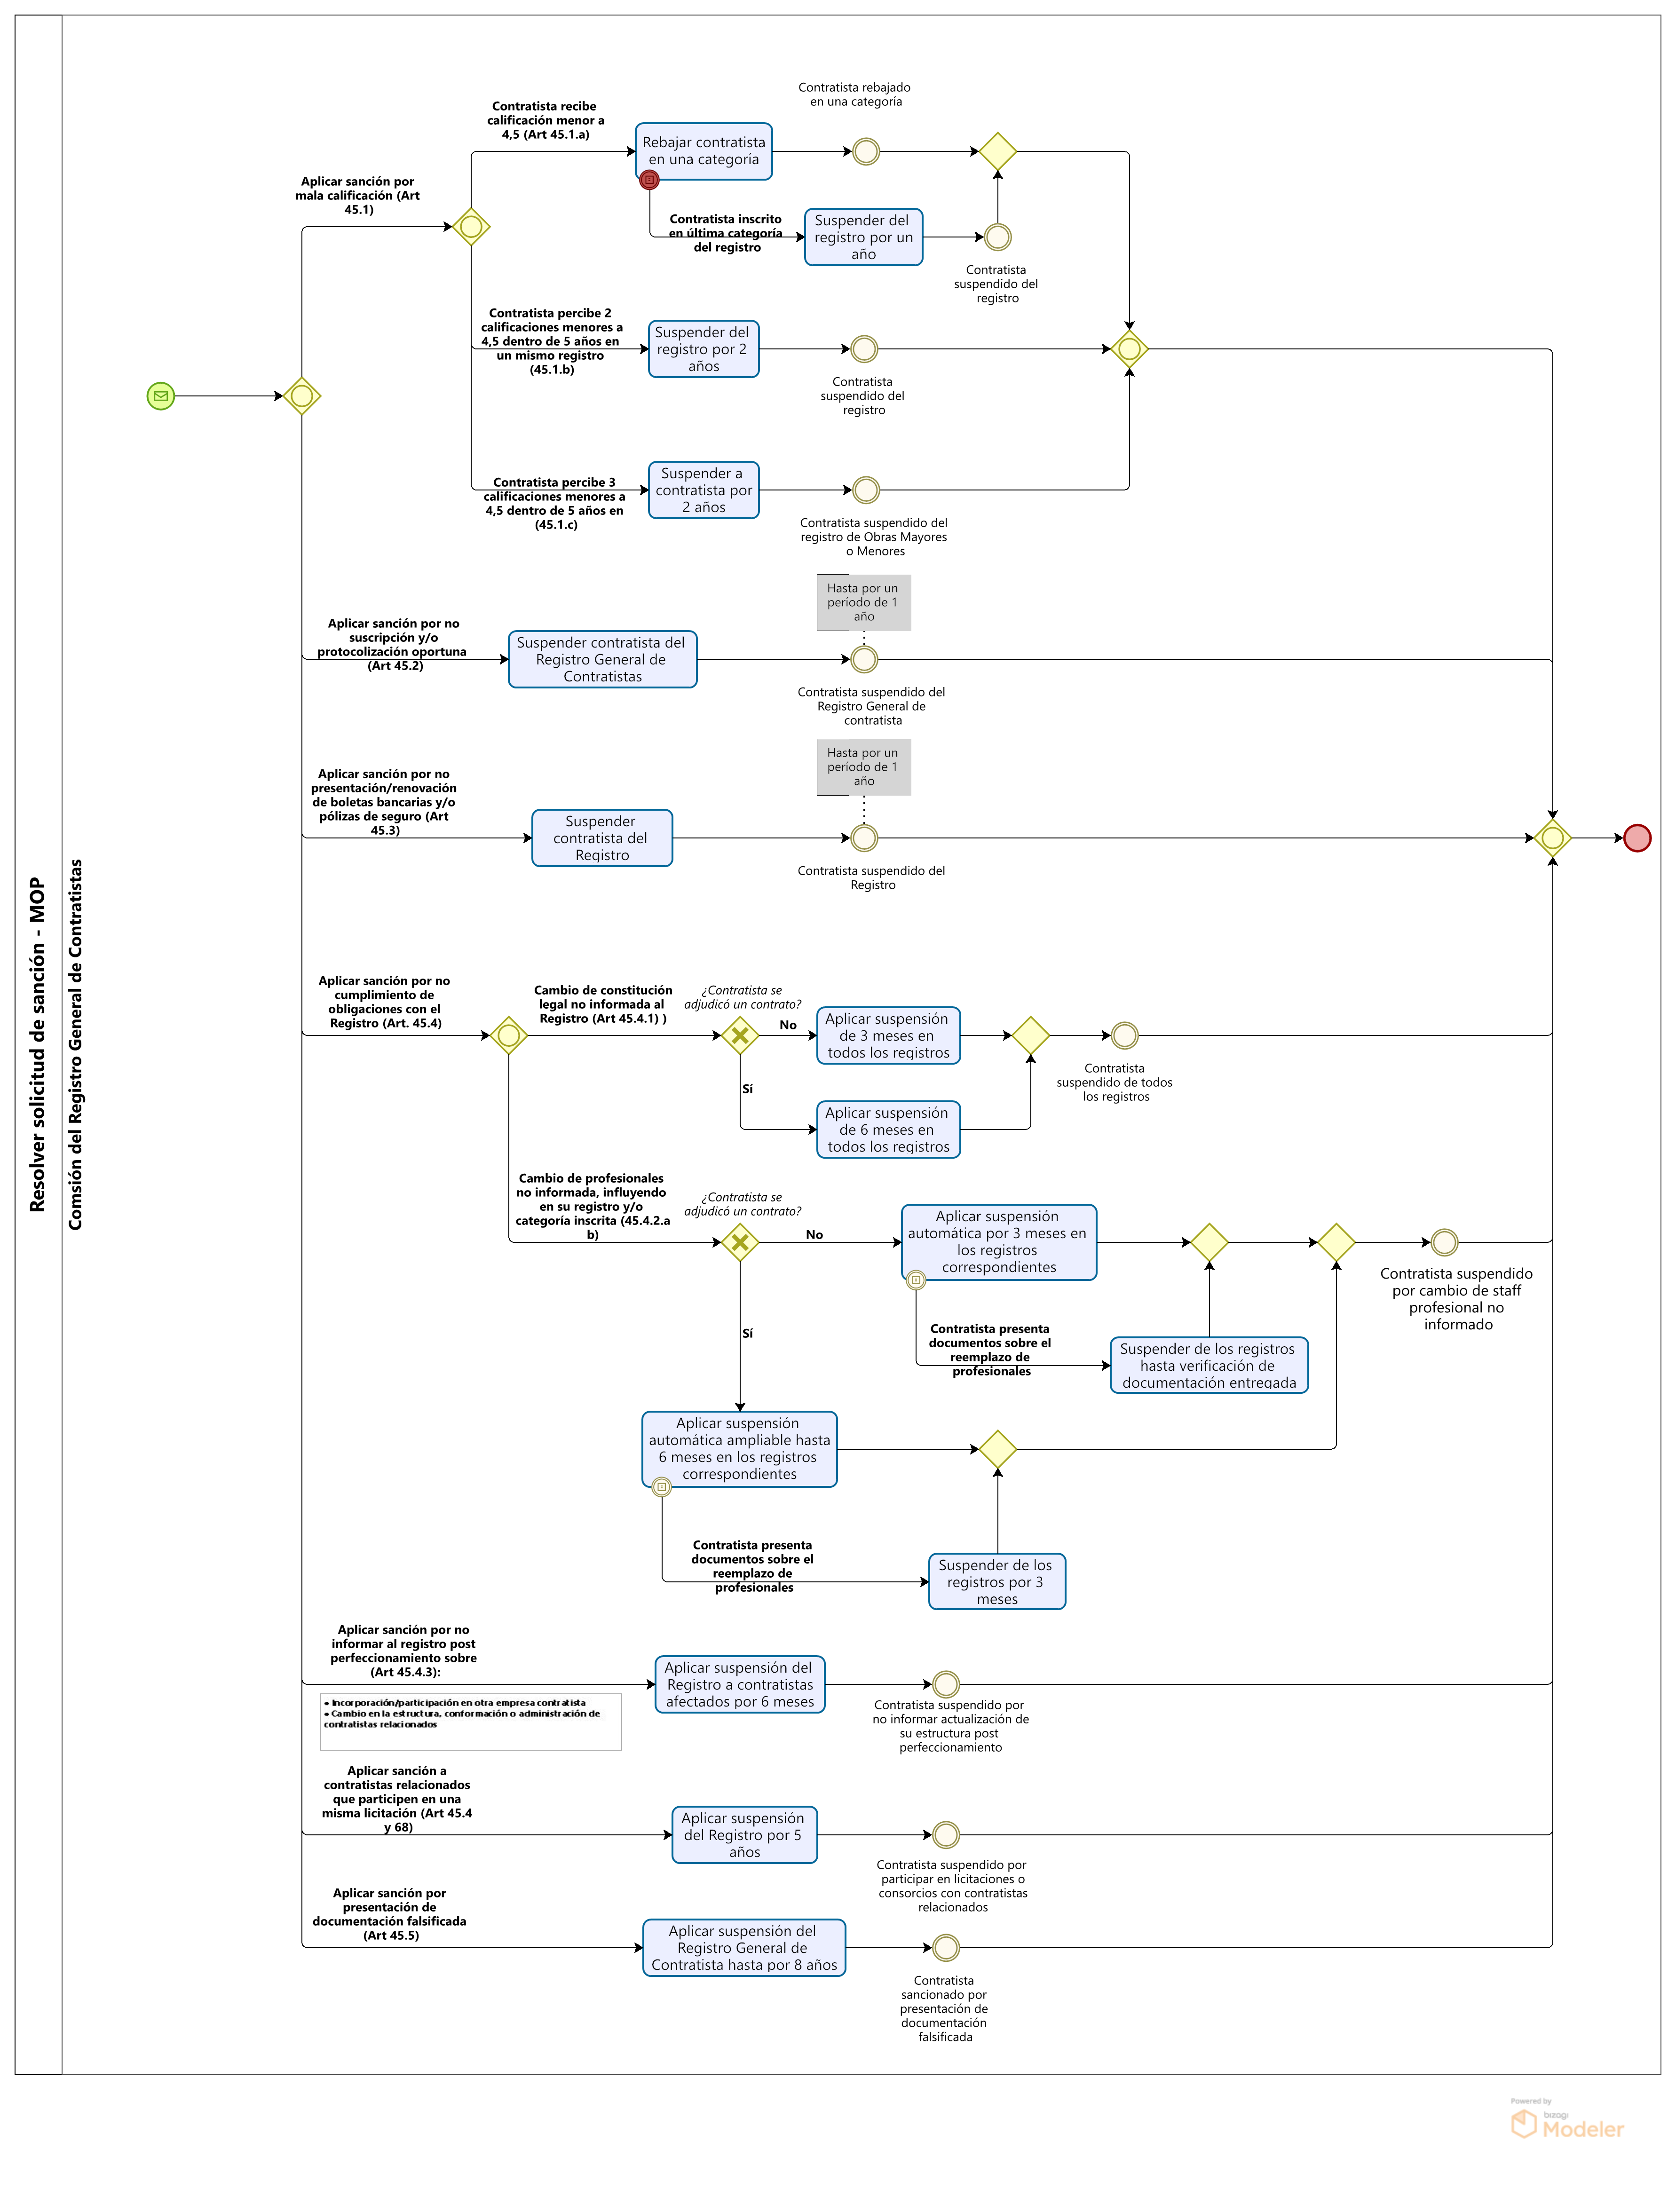 Resolver solicitud de sanción - MOP
Comsión del Registro General de Contratistas
Contratista rebajado
en una categoría
Contratista recibe
calificación menor a
4,5 (Art 45.1.a)
Rebajar contratista
en una categoría
Aplicar sanción por
mala calificación (Art
45.1)
Contratista inscrito
en última categoría
del registro
Suspender del
registro por un
año
Contratista
suspendido del
registro
Contratista percibe 2
calificaciones menores a
4,5 dentro de 5 años en
un mismo registro
(45.1.b)
Suspender del
registro por 2
años
Contratista
suspendido del
registro
Contratista percibe 3
calificaciones menores a
4,5 dentro de 5 años en
(45.1.c)
Suspender a
contratista por
2 años
Contratista suspendido del
registro de Obras Mayores
o Menores
Hasta por un
período de 1
año
Aplicar sanción por no
suscripción y/o
protocolización oportuna
(Art 45.2)
Suspender contratista del
Registro General de
Contratistas
Contratista suspendido del
Registro General de
contratista
Hasta por un
período de 1
año
Aplicar sanción por no
presentación/renovación
de boletas bancarias y/o
pólizas de seguro (Art
45.3)
Suspender
contratista del
Registro
Contratista suspendido del
Registro
Aplicar sanción por no
cumplimiento de
obligaciones con el
Registro (Art. 45.4)
Cambio de constitución
legal no informada al
Registro (Art 45.4.1) )
¿Contratista se
adjudicó un contrato?
No
Aplicar suspensión
de 3 meses en
todos los registros
Contratista
suspendido de todos
los registros
Sí
Aplicar suspensión
de 6 meses en
todos los registros
Cambio de profesionales
no informada, influyendo
en su registro y/o
categoría inscrita (45.4.2.a
b)
¿Contratista se
adjudicó un contrato?
No
Aplicar suspensión
automática por 3 meses en
los registros
correspondientes
Contratista suspendido
por cambio de staff
profesional no
informado
Sí
Contratista presenta
documentos sobre el
reemplazo de
profesionales
Suspender de los registros
hasta verificación de
documentación entregada
Aplicar suspensión
automática ampliable hasta
6 meses en los registros
correspondientes
Contratista presenta
documentos sobre el
reemplazo de
profesionales
Suspender de los
registros por 3
meses
Aplicar sanción por no
informar al registro post
perfeccionamiento sobre
(Art 45.4.3):
• Incorporación/participación en otra empresa contratista
• Cambio en la estructura, conformación o administración de
contratistas relacionados
Aplicar suspensión del
Registro a contratistas
afectados por 6 meses
Contratista suspendido por
no informar actualización de
su estructura post
perfeccionamiento
Aplicar sanción a
contratistas relacionados
que participen en una
misma licitación (Art 45.4
y 68)
Aplicar suspensión
del Registro por 5
años
Contratista suspendido por
participar en licitaciones o
consorcios con contratistas
relacionados
Aplicar sanción por
presentación de
documentación falsificada
(Art 45.5)
Aplicar suspensión del
Registro General de
Contratista hasta por 8 años
Contratista
sancionado por
presentación de
documentación
falsificada
Powered by
bizagi
Modeler